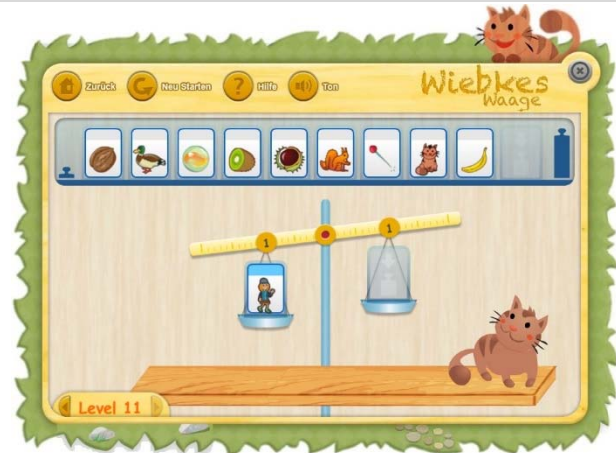 Zurück
Neu Starten
Hilfe
Ton
Wiebkes
Waage
1
1
Level 11